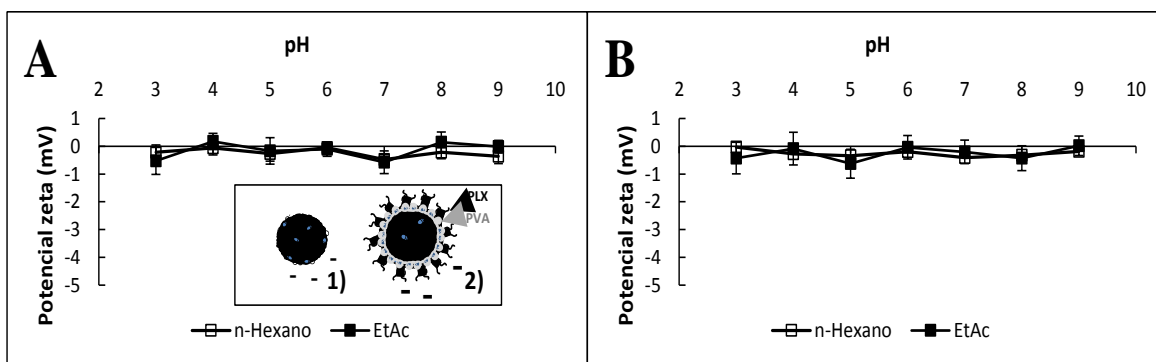 A
pH
2 3 4 5 6 7 8 9 10
1
0
-1
-2
-3
-4
-5
Potencial zeta (mV)
PLX
PVA
- - - 1)
- - - 2)
n-Hexano EtAc
B
pH
2 3 4 5 6 7 8 9 10
1
0
-1
-2
-3
-4
-5
Potencial zeta (mV)
n-Hexano EtAc